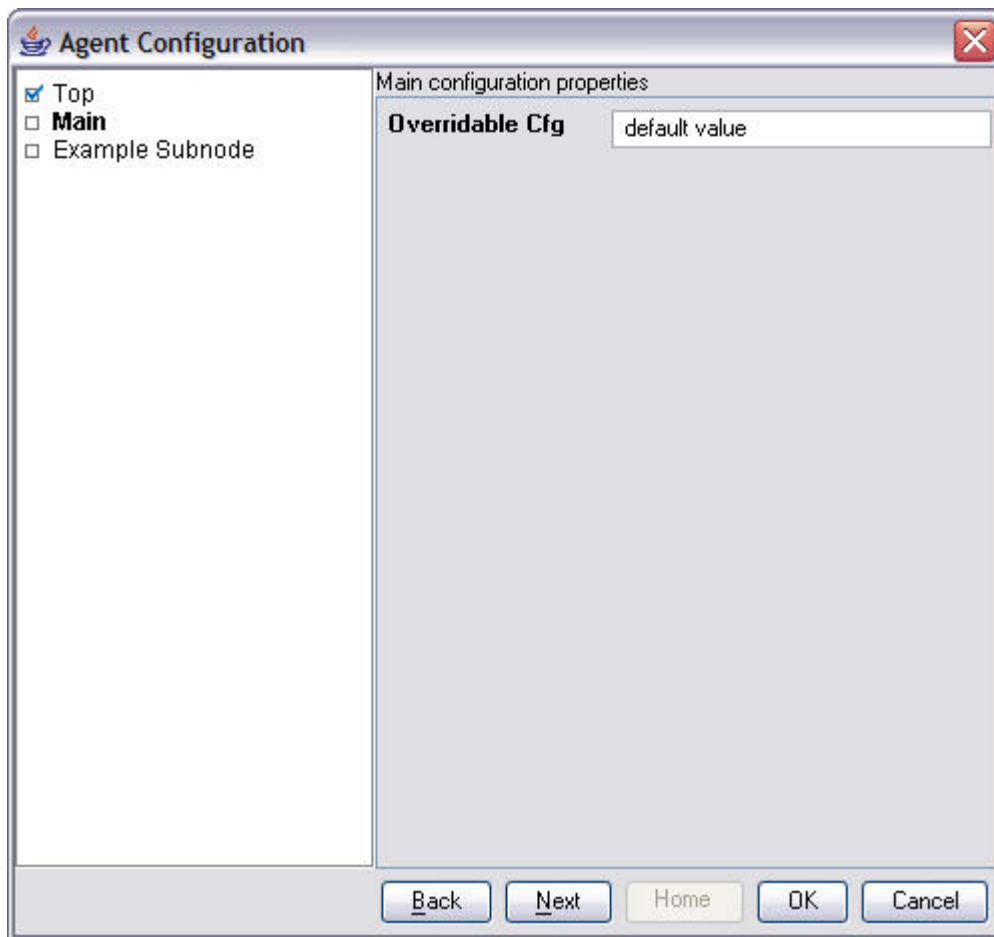 Agent Configuration
Top
Main
Example Subnode
Main configuration properties
Overridable Cfg default value
Back Next Home OK Cancel